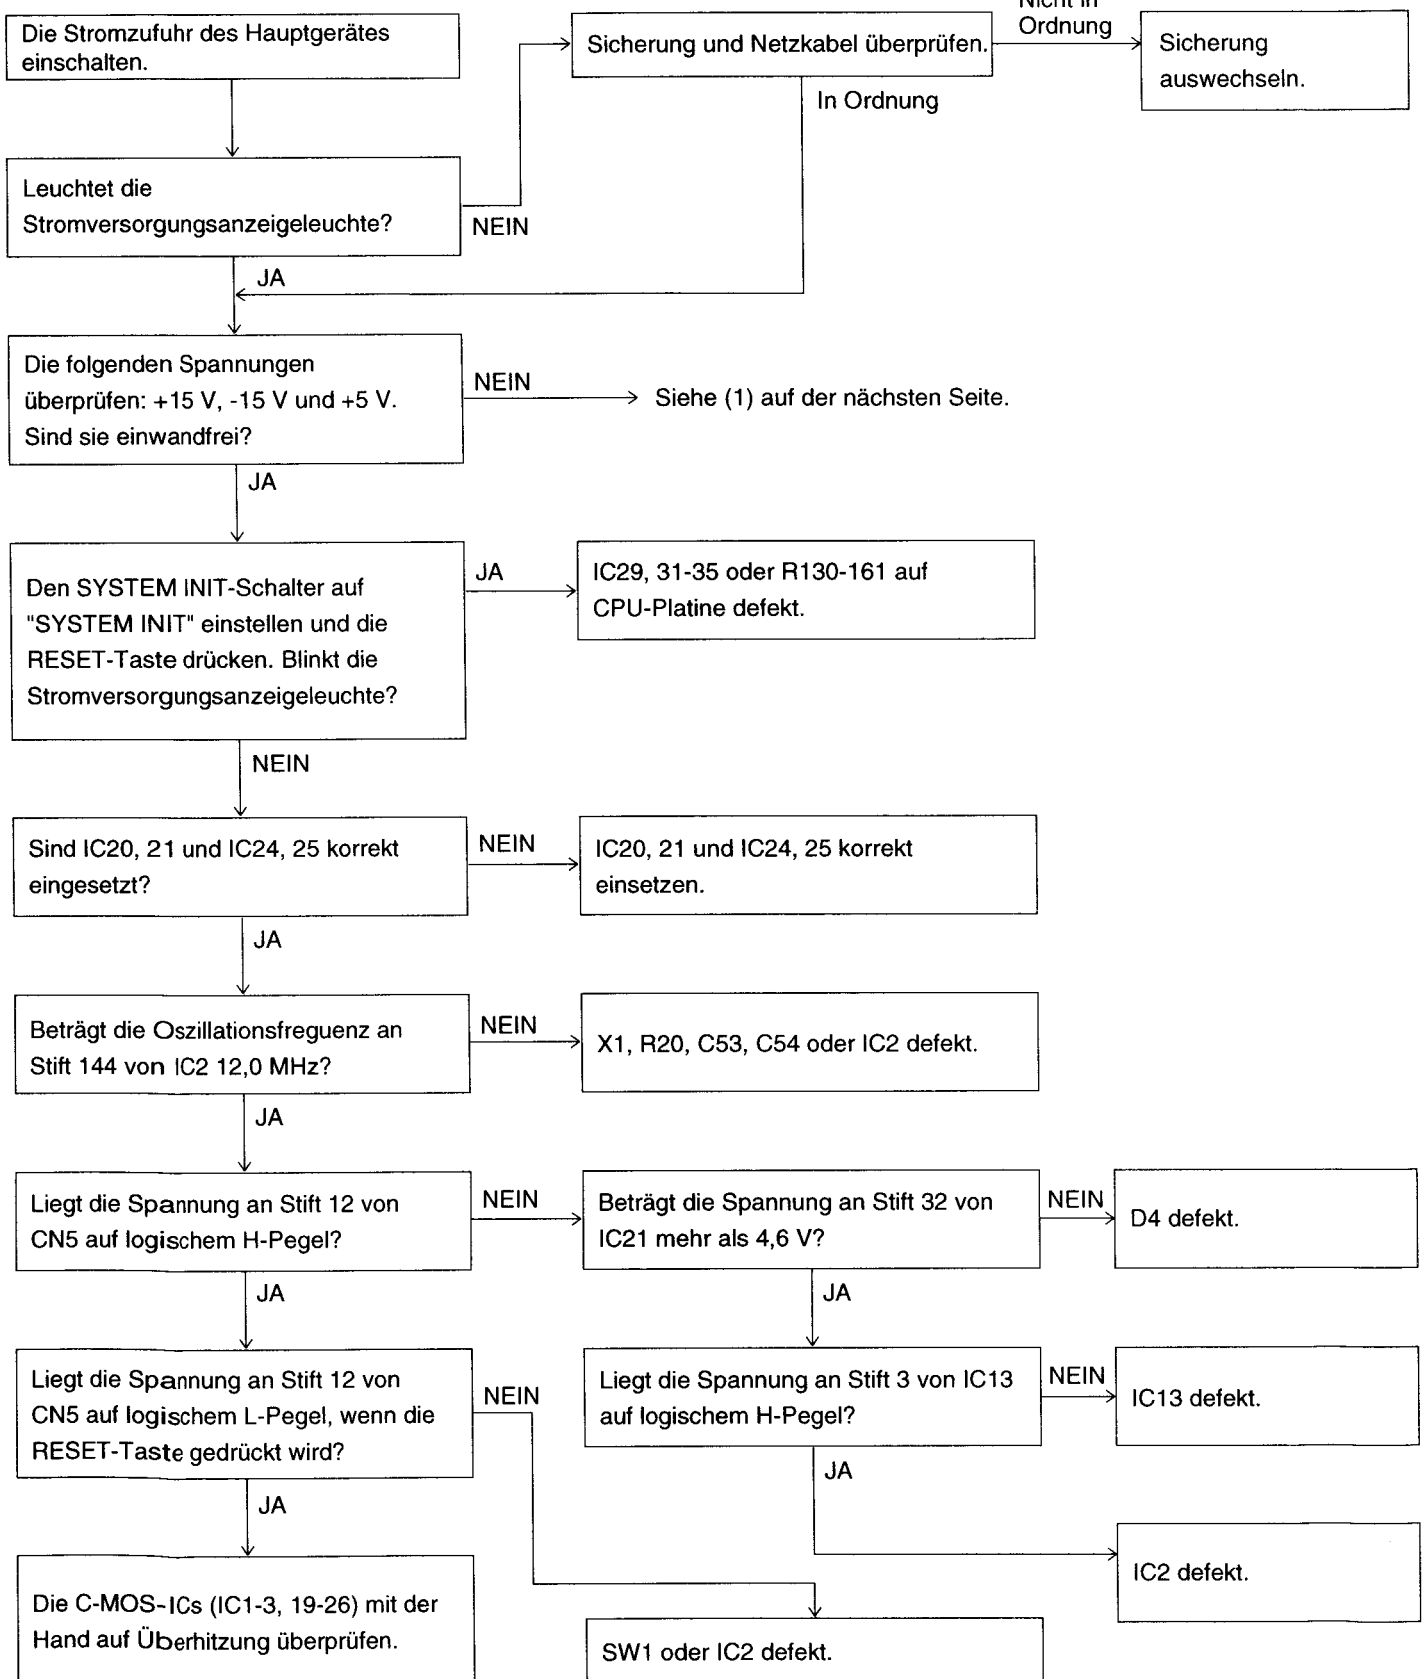 Die Stromzufuhr des Hauptgerätes
einschalten.
Sicherung und Netzkabel überprüfen.
Nicht in
Ordnung
Sicherung
auswechseln.
In Ordnung
Leuchtet die
Stromversorgungsanzeigeleuchte?
NEIN
JA
Die folgenden Spannungen
überprüfen: +15 V, -15 V und +5 V.
Sind sie einwandfrei?
NEIN
Siehe (1) auf der nächsten Seite.
JA
Den SYSTEM INIT-Schalter auf
"SYSTEM INIT" einstellen und die
RESET-Taste drücken. Blinkt die
Stromversorgungsanzeigeleuchte?
JA
IC29, 31-35 oder R130-161 auf
CPU-Platine defekt.
NEIN
Sind IC20, 21 und IC24, 25 korrekt
eingesetzt?
NEIN
IC20, 21 und IC24, 25 korrekt
einsetzen.
JA
Beträgt die Oszillationsfreguenz an
Stift 144 von IC2 12,0 MHz?
NEIN
X1, R20, C53, C54 oder IC2 defekt.
JA
Liegt die Spannung an Stift 12 von
CN5 auf logischem H-Pegel?
NEIN
Beträgt die Spannung an Stift 32 von
IC21 mehr als 4,6 V?
NEIN
D4 defekt.
JA
JA
Liegt die Spannung an Stift 12 von
CN5 auf logischem L-Pegel, wenn die
RESET-Taste gedrückt wird?
NEIN
Liegt die Spannung an Stift 3 von IC13
auf logischem H-Pegel?
NEIN
IC13 defekt.
JA
JA
Die C-MOS-ICs (IC1-3, 19-26) mit der
Hand auf Überhitzung überprüfen.
SW1 oder IC2 defekt.
IC2 defekt.